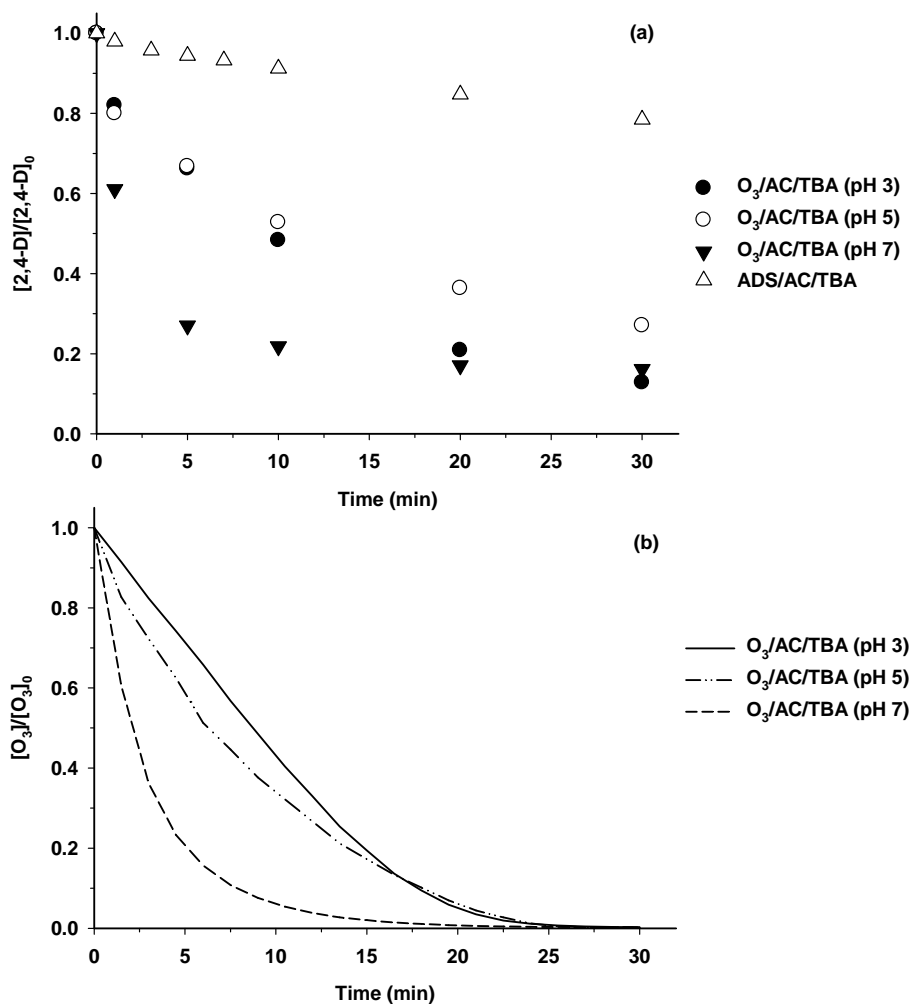 (a)
1.0
0.8
0.6
0.4
0.2
0.0
[2,4-D]/[2,4-D]₀
0 5 10 15 20 25 30
Time (min)
O₃/AC/TBA (pH 3)
O₃/AC/TBA (pH 5)
O₃/AC/TBA (pH 7)
ADS/AC/TBA
(b)
1.0
0.8
0.6
0.4
0.2
0.0
[O₃]/[O₃]₀
0 5 10 15 20 25 30
Time (min)
O₃/AC/TBA (pH 3)
O₃/AC/TBA (pH 5)
O₃/AC/TBA (pH 7)